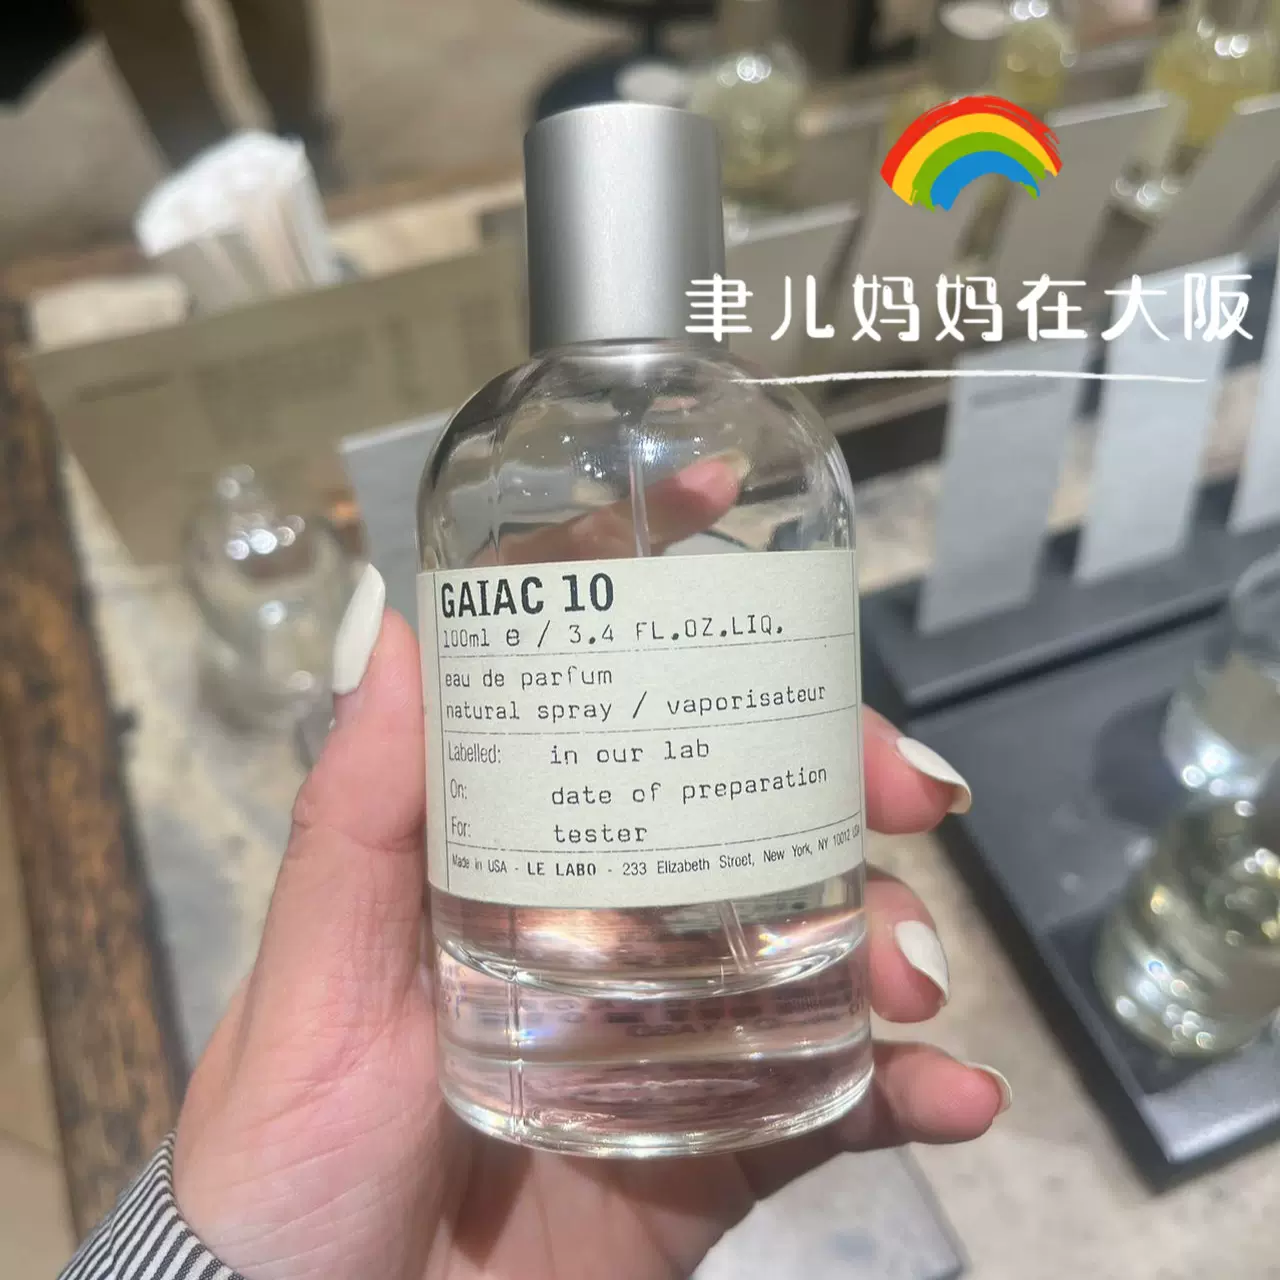 聿儿妈妈在大阪
GAIAC 10
100ml e / 3.4 FL.OZ.LIQ.
eau de parfum
natural spray / vaporisateur
Labelled: in our lab
On: date of preparation
For: tester
Made in USA - LE LABO - 233 Elizabeth Street, New York, NY 10012 USA